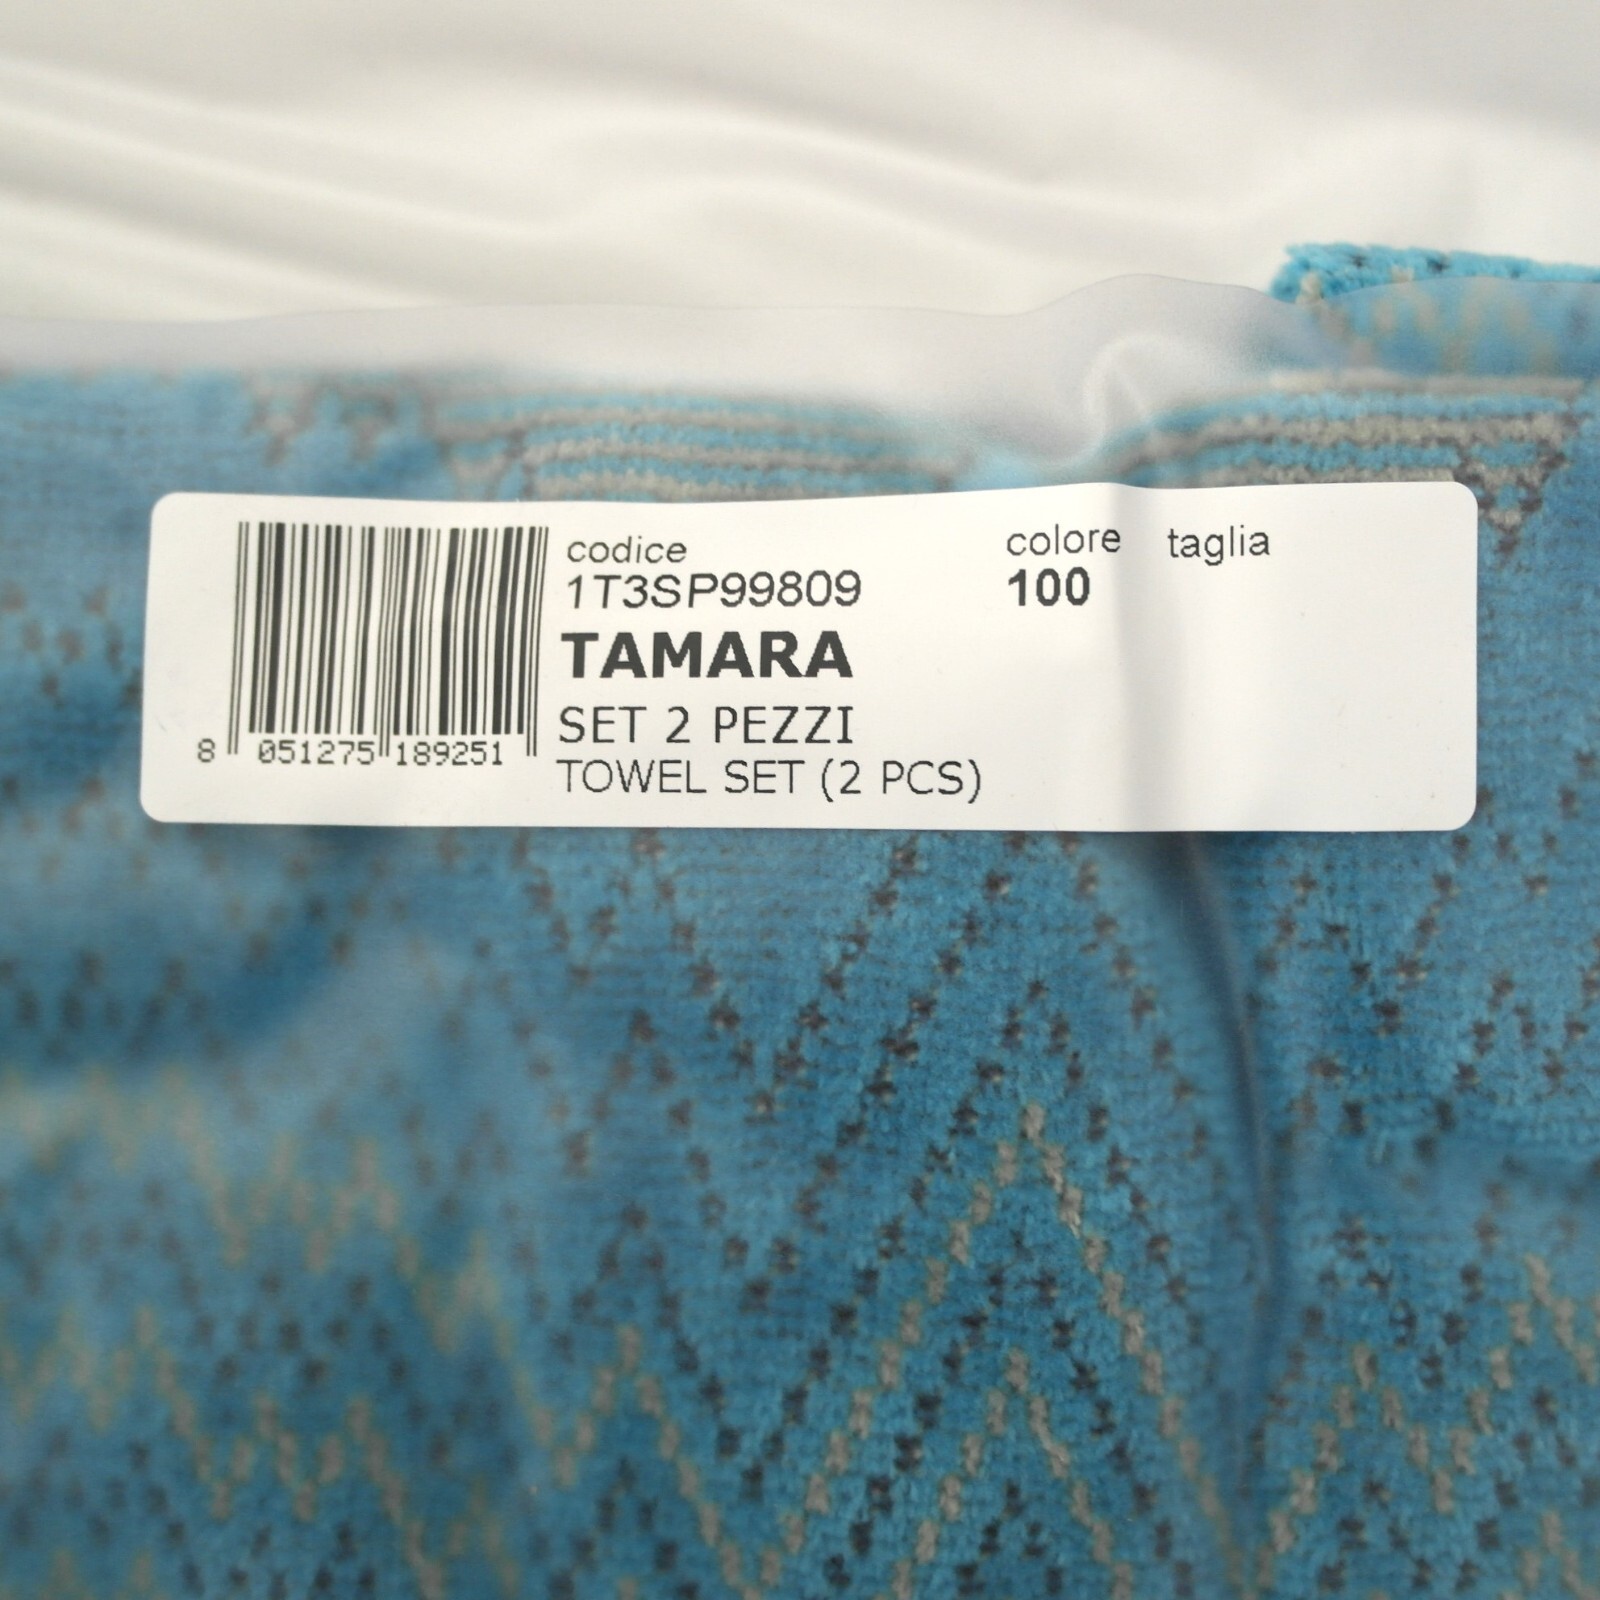 codice
1T3SP99809
colore
100
taglia
TAMARA
SET 2 PEZZI
TOWEL SET (2 PCS)
8 051275 189251